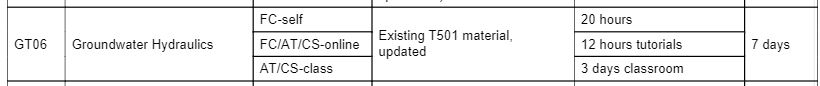 GT06 Groundwater Hydraulics FC-self Existing T501 material, updated 20 hours 7 days
FC/AT/CS-online 12 hours tutorials
AT/CS-class 3 days classroom